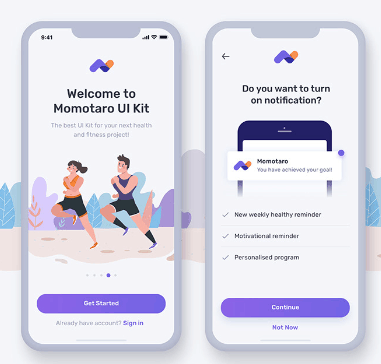 9:41
Welcome to
Momotaro UI Kit
The best UI Kit for your next health
and fitness project!
Get Started
Already have account? Sign in
Do you want to turn
on notification?
Momotaro
You have achieved your goal!
New weekly healthy reminder
Motivational reminder
Personalised program
Continue
Not Now